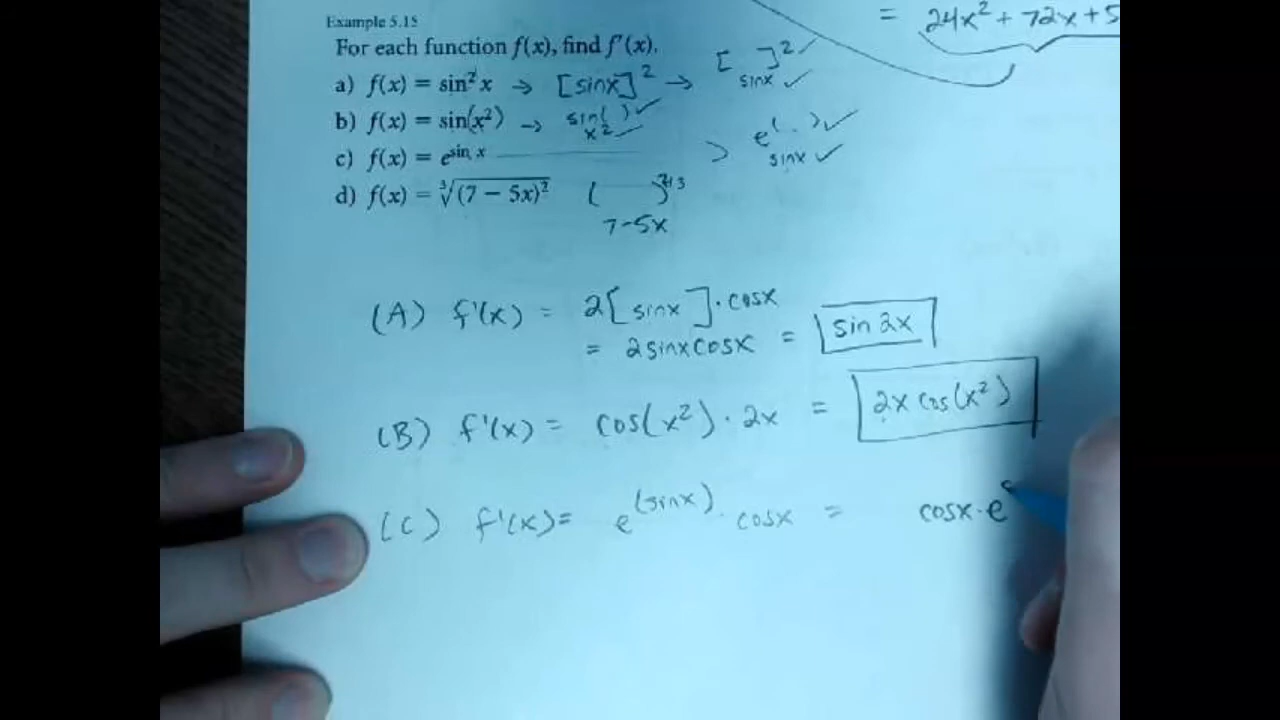 = 24x² + 72x + 5
Example 5.15
For each function f(x), find f'(x).
a) f(x) = sin² x → [sinx]² → [ ]² ✓
sinx ✓
b) f(x) = sin(x²) → sin( ) ✓
x² ✓
c) f(x) = e^(sin x) > e^( ) ✓
sinx ✓
d) f(x) = ∛(7 − 5x)² ( )^(2/3)
7-5x
(A) f'(x) = 2[sinx]·cosx
= 2sinxcosx = sin 2x
(B) f'(x) = cos(x²)·2x = 2x cos(x²)
(C) f'(x) = e^(sinx)·cosx = cosx·e